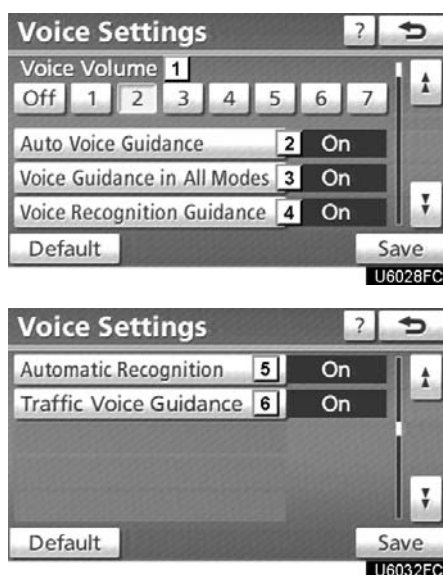 Voice Settings ?
Voice Volume 1
Off 1 2 3 4 5 6 7
Auto Voice Guidance 2 On
Voice Guidance in All Modes 3 On
Voice Recognition Guidance 4 On
Default Save
U6028FC
Voice Settings ?
Automatic Recognition 5 On
Traffic Voice Guidance 6 On
Default Save
U6032FC